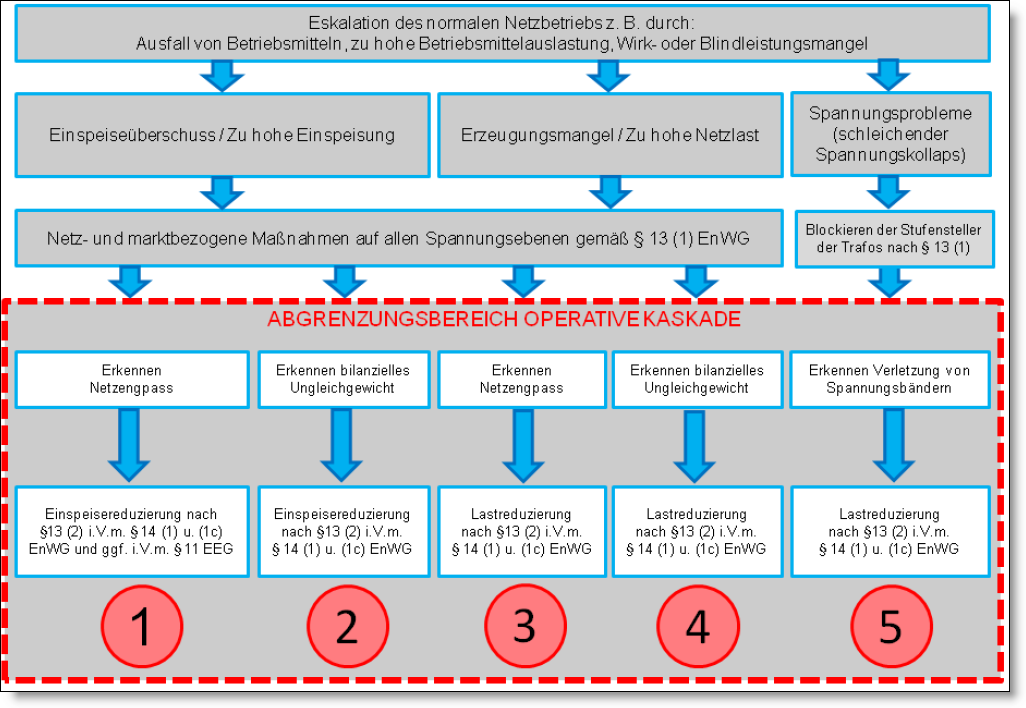 Eskalation des normalen Netzbetriebs z. B. durch:
Ausfall von Betriebsmitteln, zu hohe Betriebsmittelauslastung, Wirk- oder Blindleistungsmangel
Einspeiseüberschuss / Zu hohe Einspeisung
Erzeugungsmangel / Zu hohe Netzlast
Spannungsprobleme
(schleichender
Spannungskollaps)
Netz- und marktbezogene Maßnahmen auf allen Spannungsebenen gemäß § 13 (1) EnWG
Blockieren der Stufensteller
der Trafos nach § 13 (1)
ABGRENZUNGSBEREICH OPERATIVE KASKADE
Erkennen
Netzengpass
Erkennen bilanzielles
Ungleichgewicht
Erkennen
Netzengpass
Erkennen bilanzielles
Ungleichgewicht
Erkennen Verletzung von
Spannungsbändern
Einspeisereduzierung nach
§13 (2) i.V.m. § 14 (1) u. (1c)
EnWG und ggf. i.V.m. § 11 EEG
Einspeisereduzierung
nach §13 (2) i.V.m.
§ 14 (1) u. (1c) EnWG
Lastreduzierung
nach §13 (2) i.V.m.
§ 14 (1) u. (1c) EnWG
Lastreduzierung
nach §13 (2) i.V.m.
§ 14 (1) u. (1c) EnWG
Lastreduzierung
nach §13 (2) i.V.m.
§ 14 (1) u. (1c) EnWG
1
2
3
4
5